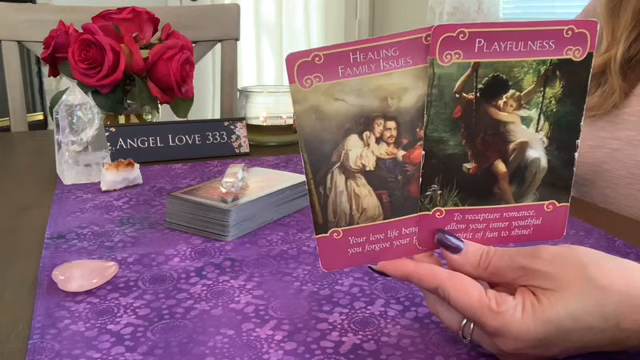 HEALING
FAMILY ISSUES
Your love life
you forgive your
PLAYFULNESS
To recapture romance,
allow your inner youthful
spirit of fun to shine!
ANGEL LOVE 333